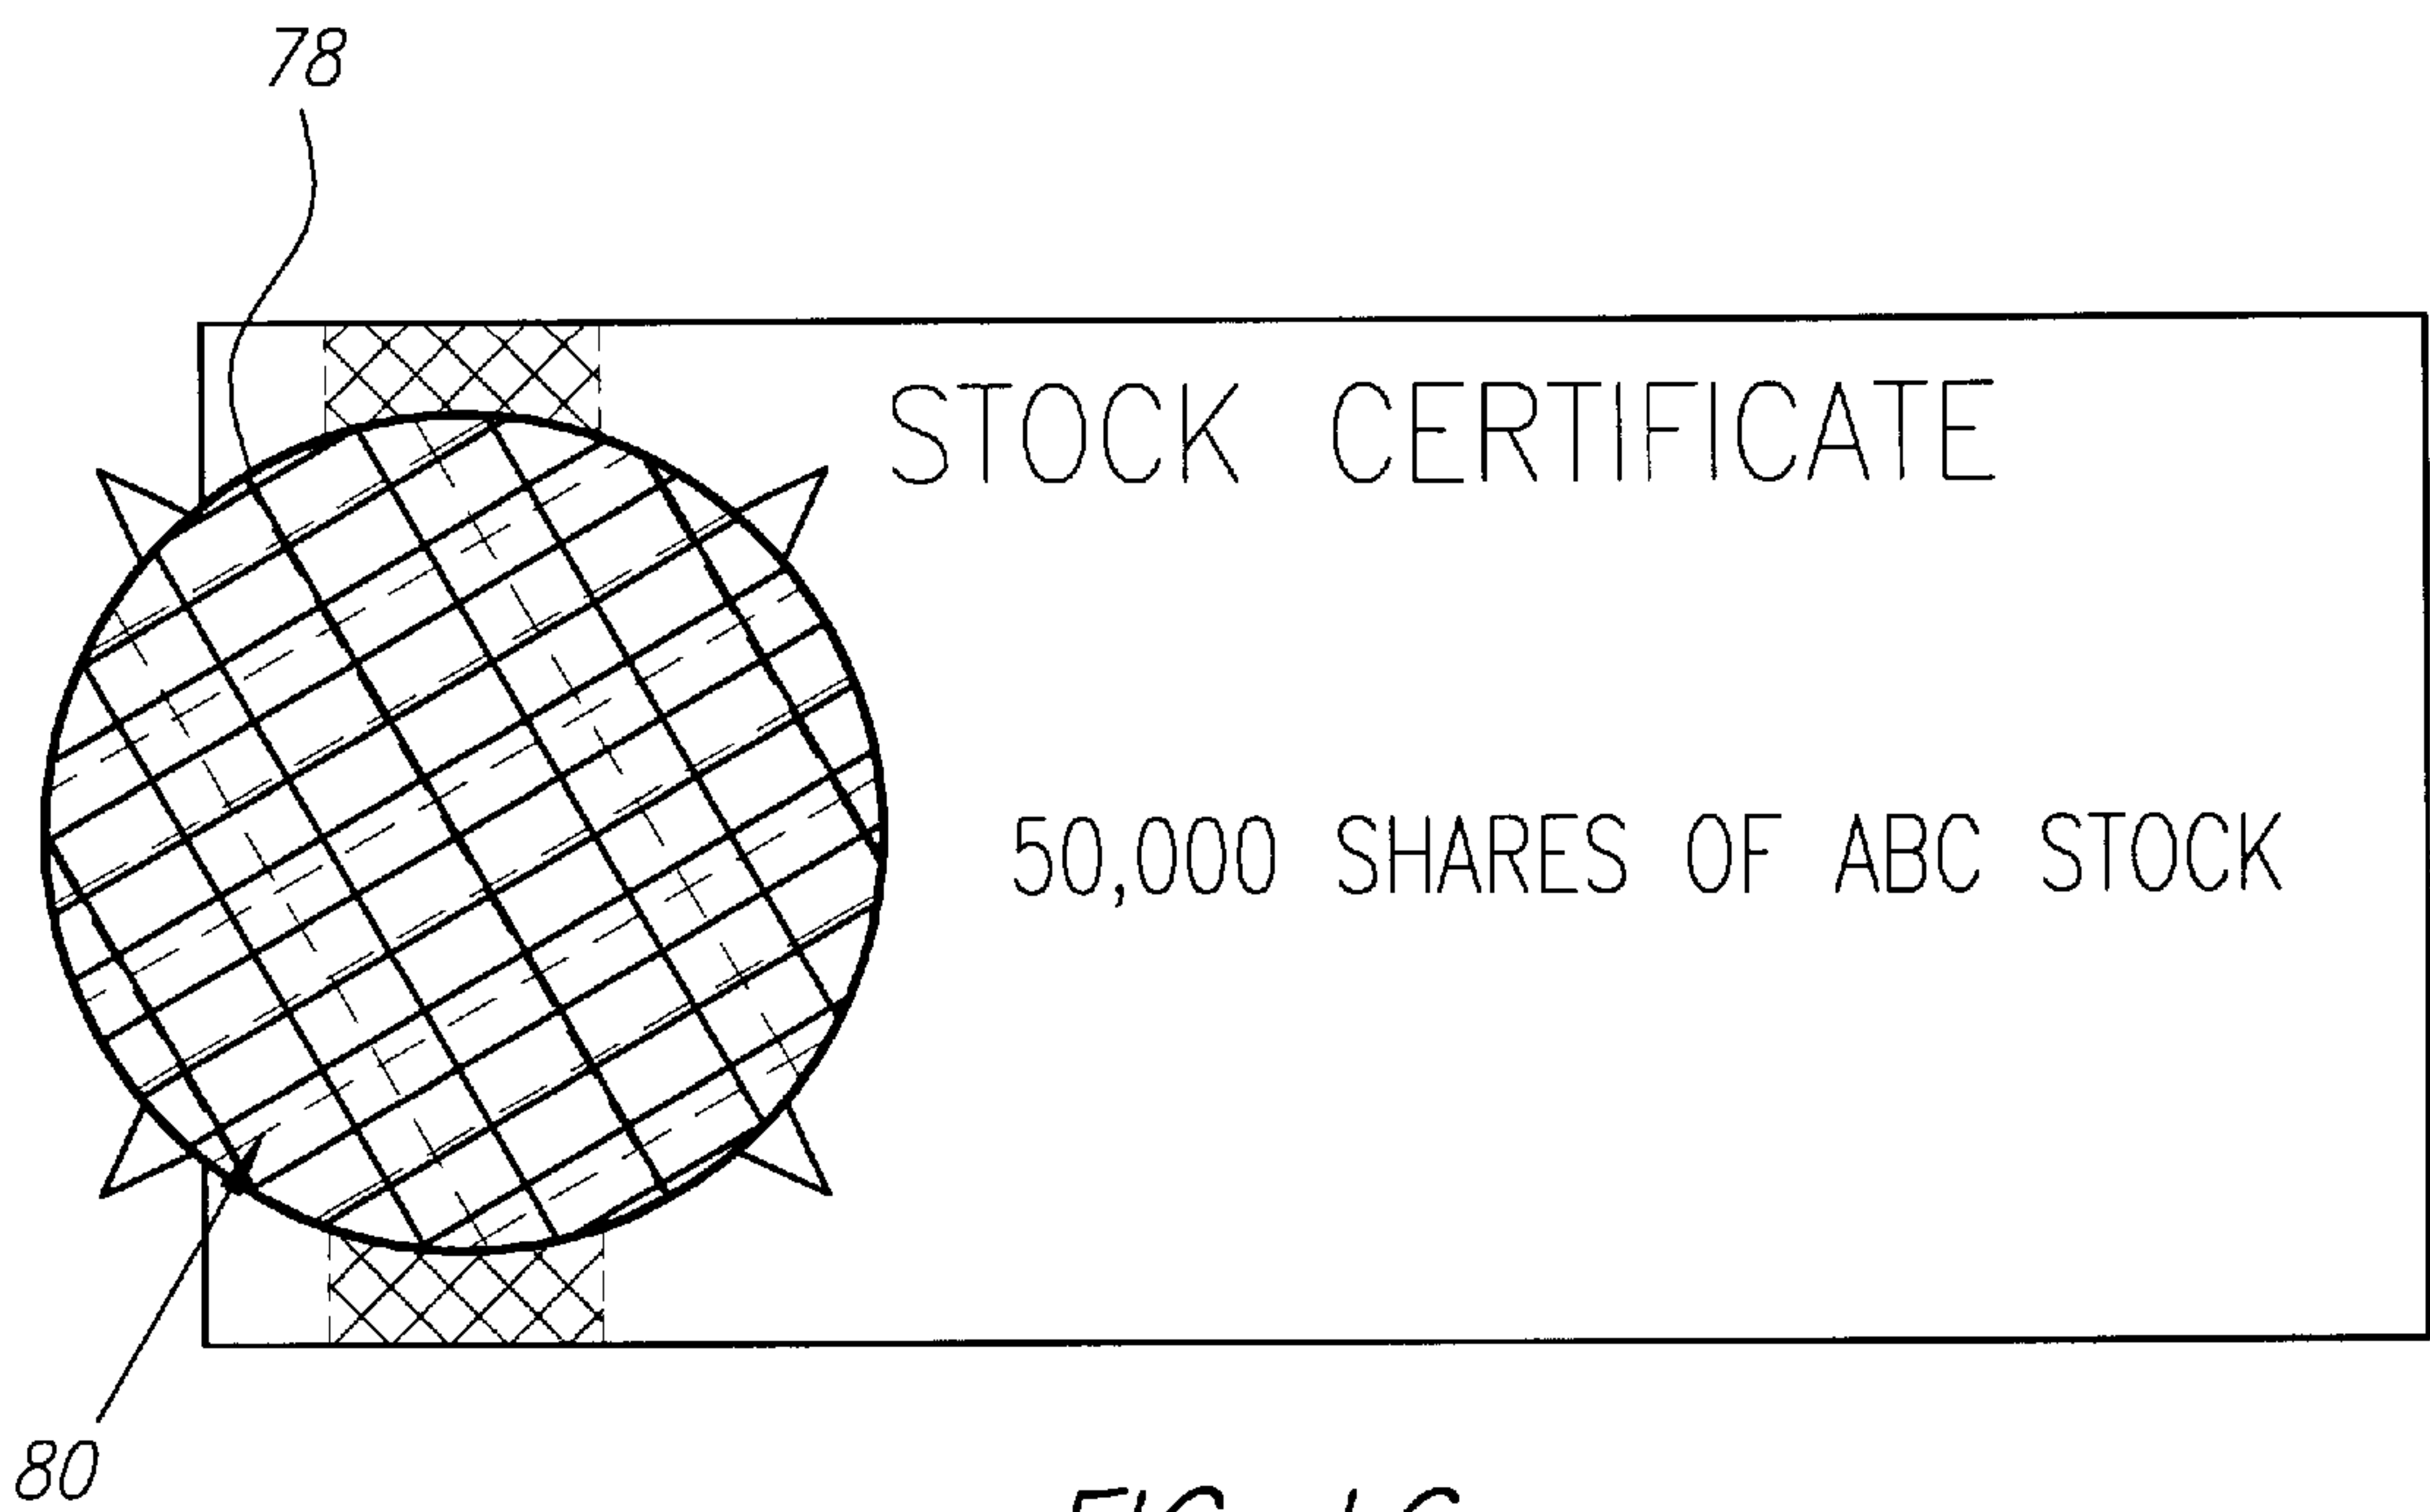 78
STOCK CERTIFICATE
50,000 SHARES OF ABC STOCK
80